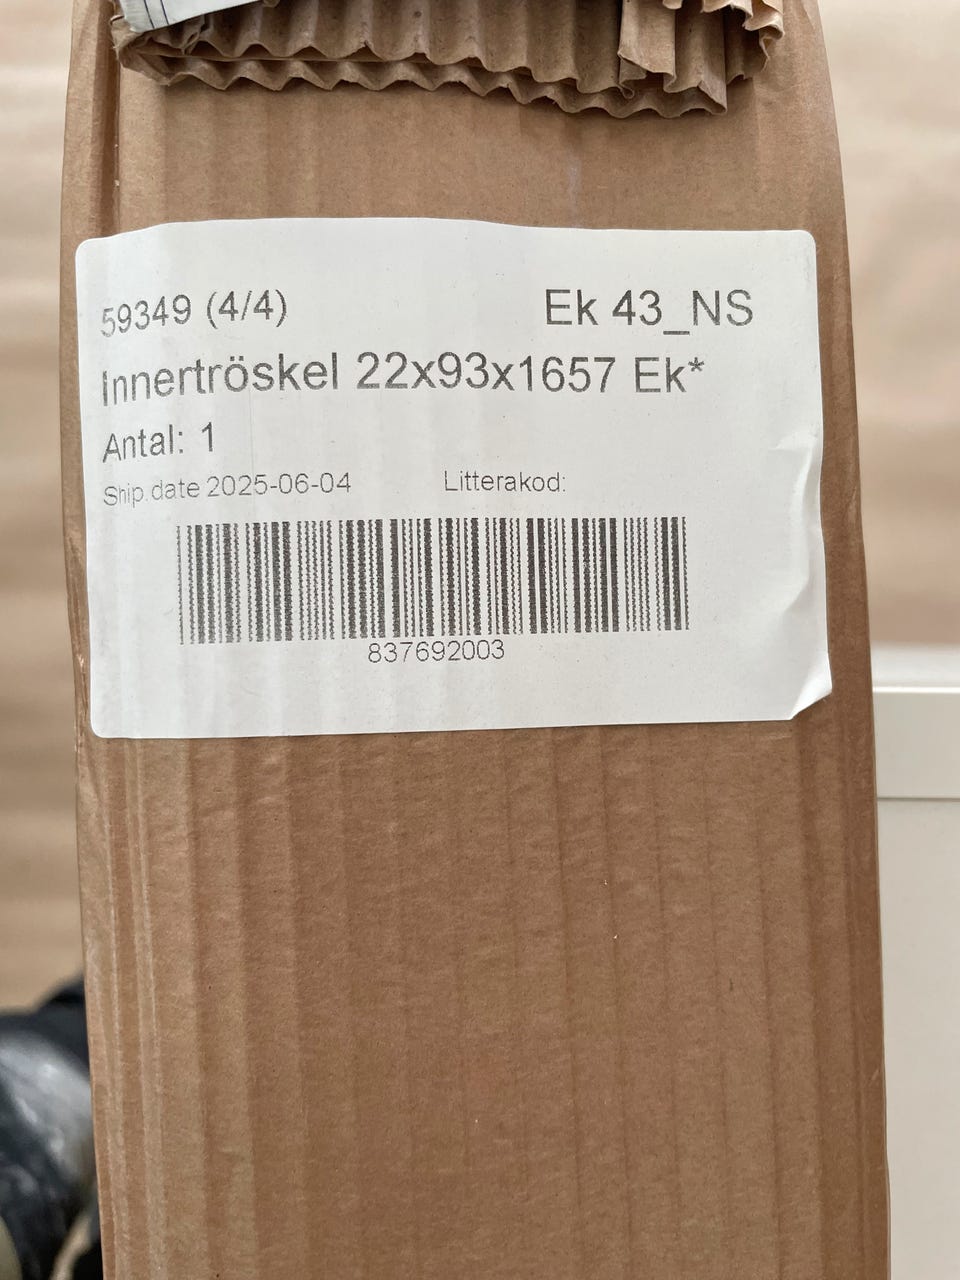 59349 (4/4) Ek 43_NS
Innertröskel 22x93x1657 Ek*
Antal: 1
Ship.date 2025-06-04 Litterakod:
837692003